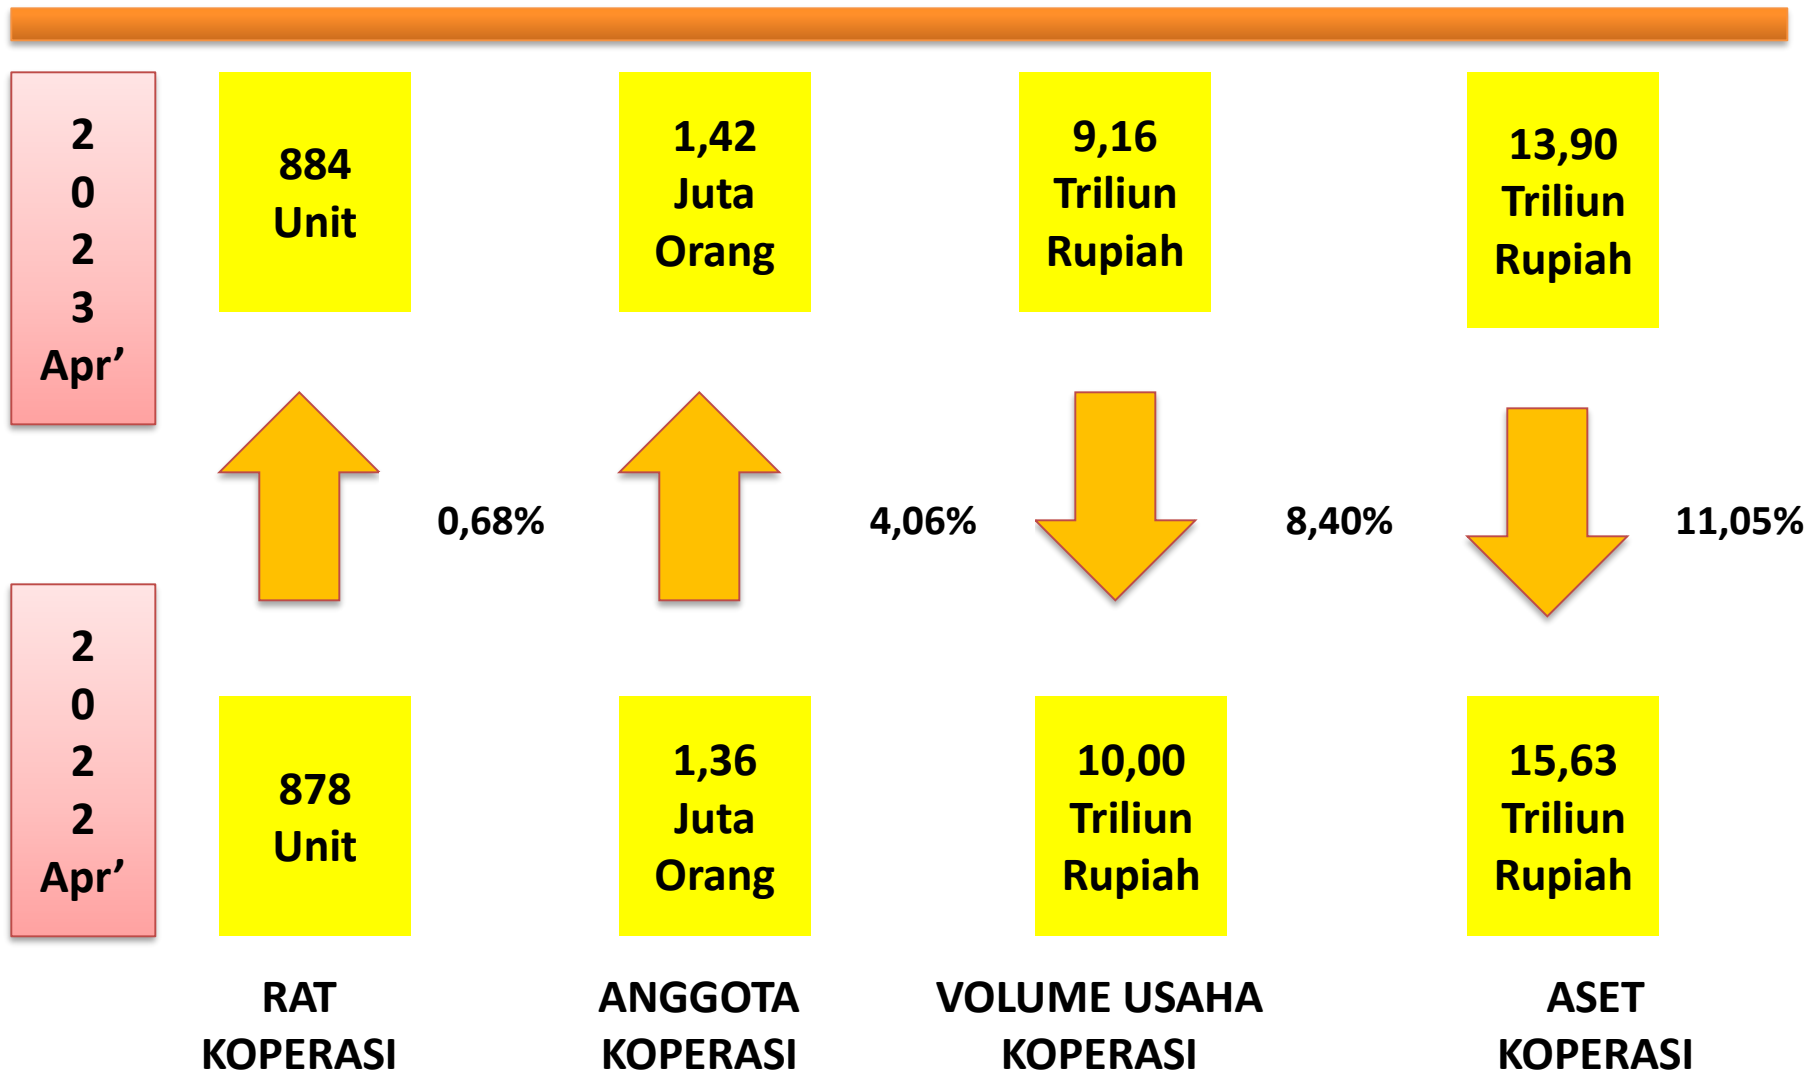 2
0
2
3
Apr’
884
Unit
1,42
Juta
Orang
9,16
Triliun
Rupiah
13,90
Triliun
Rupiah
0,68%
4,06%
8,40%
11,05%
2
0
2
2
Apr’
878
Unit
1,36
Juta
Orang
10,00
Triliun
Rupiah
15,63
Triliun
Rupiah
RAT
KOPERASI
ANGGOTA
KOPERASI
VOLUME USAHA
KOPERASI
ASET
KOPERASI